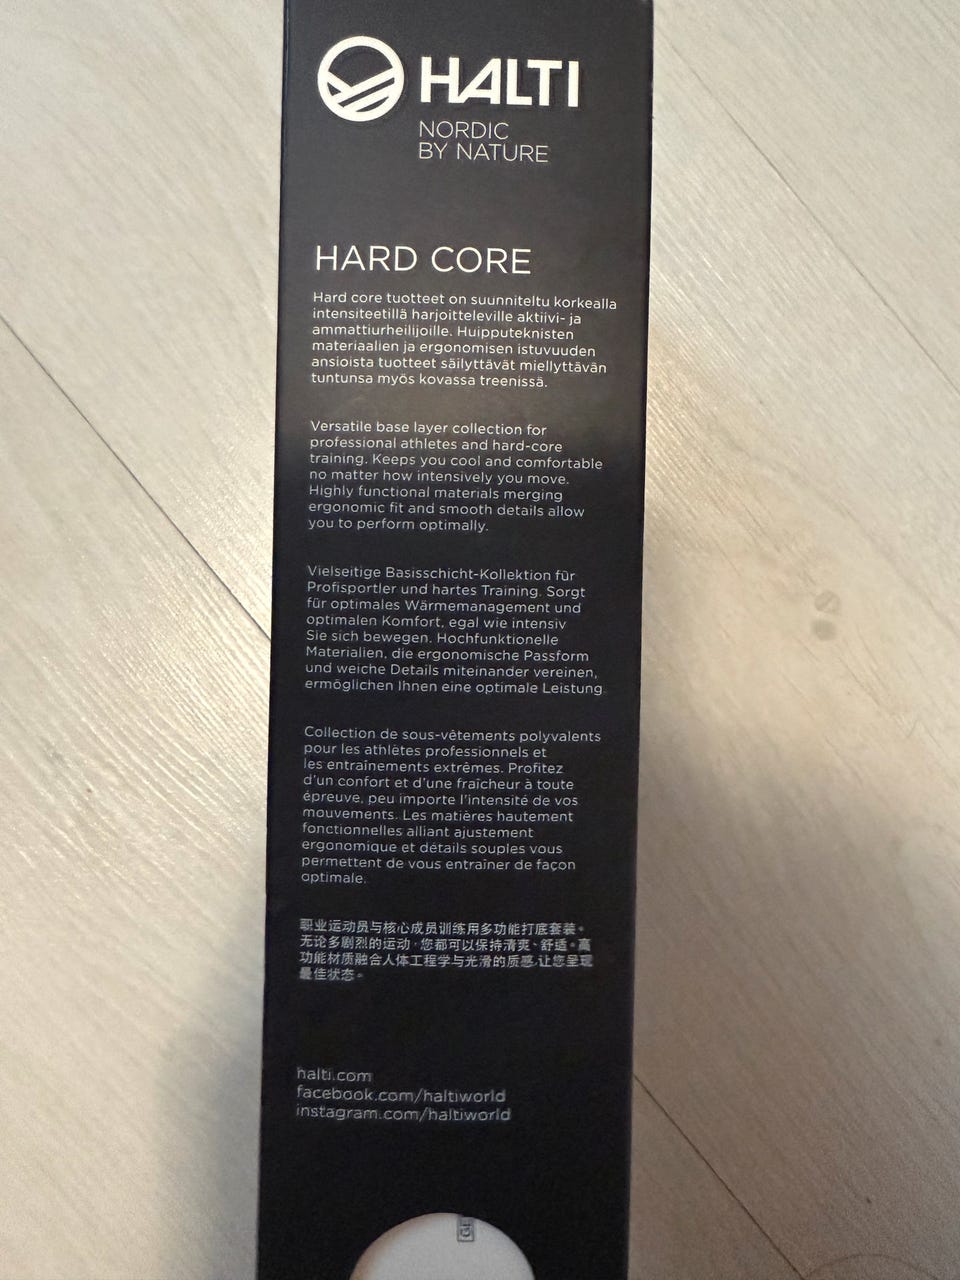 HALTI
NORDIC
BY NATURE
HARD CORE
Hard core tuotteet on suunniteltu korkealla
intensiteetillä harjoitteleville aktiivi- ja
ammattiurheilijoille. Huipputeknisten
materiaalien ja ergonomisen istuvuuden
ansioista tuotteet säilyttävät miellyttävän
tuntunsa myös kovassa treenissä.
Versatile base layer collection for
professional athletes and hard-core
training. Keeps you cool and comfortable
no matter how intensively you move.
Highly functional materials merging
ergonomic fit and smooth details allow
you to perform optimally.
Vielseitige Basisschicht-Kollektion für
Profisportler und hartes Training. Sorgt
für optimales Wärmemanagement und
optimalen Komfort, egal wie intensiv
Sie sich bewegen. Hochfunktionelle
Materialien, die ergonomische Passform
und weiche Details miteinander vereinen,
ermöglichen Ihnen eine optimale Leistung.
Collection de sous-vêtements polyvalents
pour les athlètes professionnels et
les entraînements extrêmes. Profitez
d'un confort et d'une fraîcheur à toute
épreuve, peu importe l'intensité de vos
mouvements. Les matières hautement
fonctionnelles alliant ajustement
ergonomique et détails souples vous
permettent de vous entraîner de façon
optimale.
职业运动员与核心成员训练用多功能打底套装。
无论多剧烈的运动，您都可以保持清爽、舒适。高
功能材质融合人体工程学与光滑的质感，让您呈现
最佳状态。
halti.com
facebook.com/haltiworld
instagram.com/haltiworld